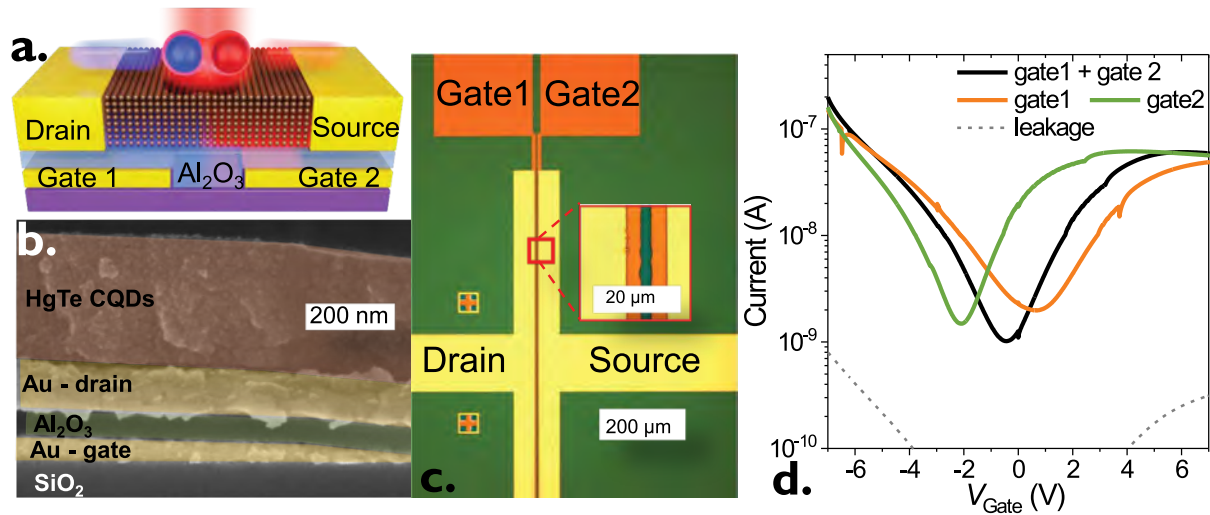 a.
Drain
Source
Gate 1
Al₂O₃
Gate 2
b.
HgTe CQDs
200 nm
Au - drain
Al₂O₃
Au - gate
SiO₂
c.
Gate1
Gate2
20 µm
Drain
Source
200 µm
d.
gate1 + gate 2
gate1
gate2
leakage
Current (A)
10⁻⁷
10⁻⁸
10⁻⁹
10⁻¹⁰
-6 -4 -2 0 2 4 6
V_Gate (V)